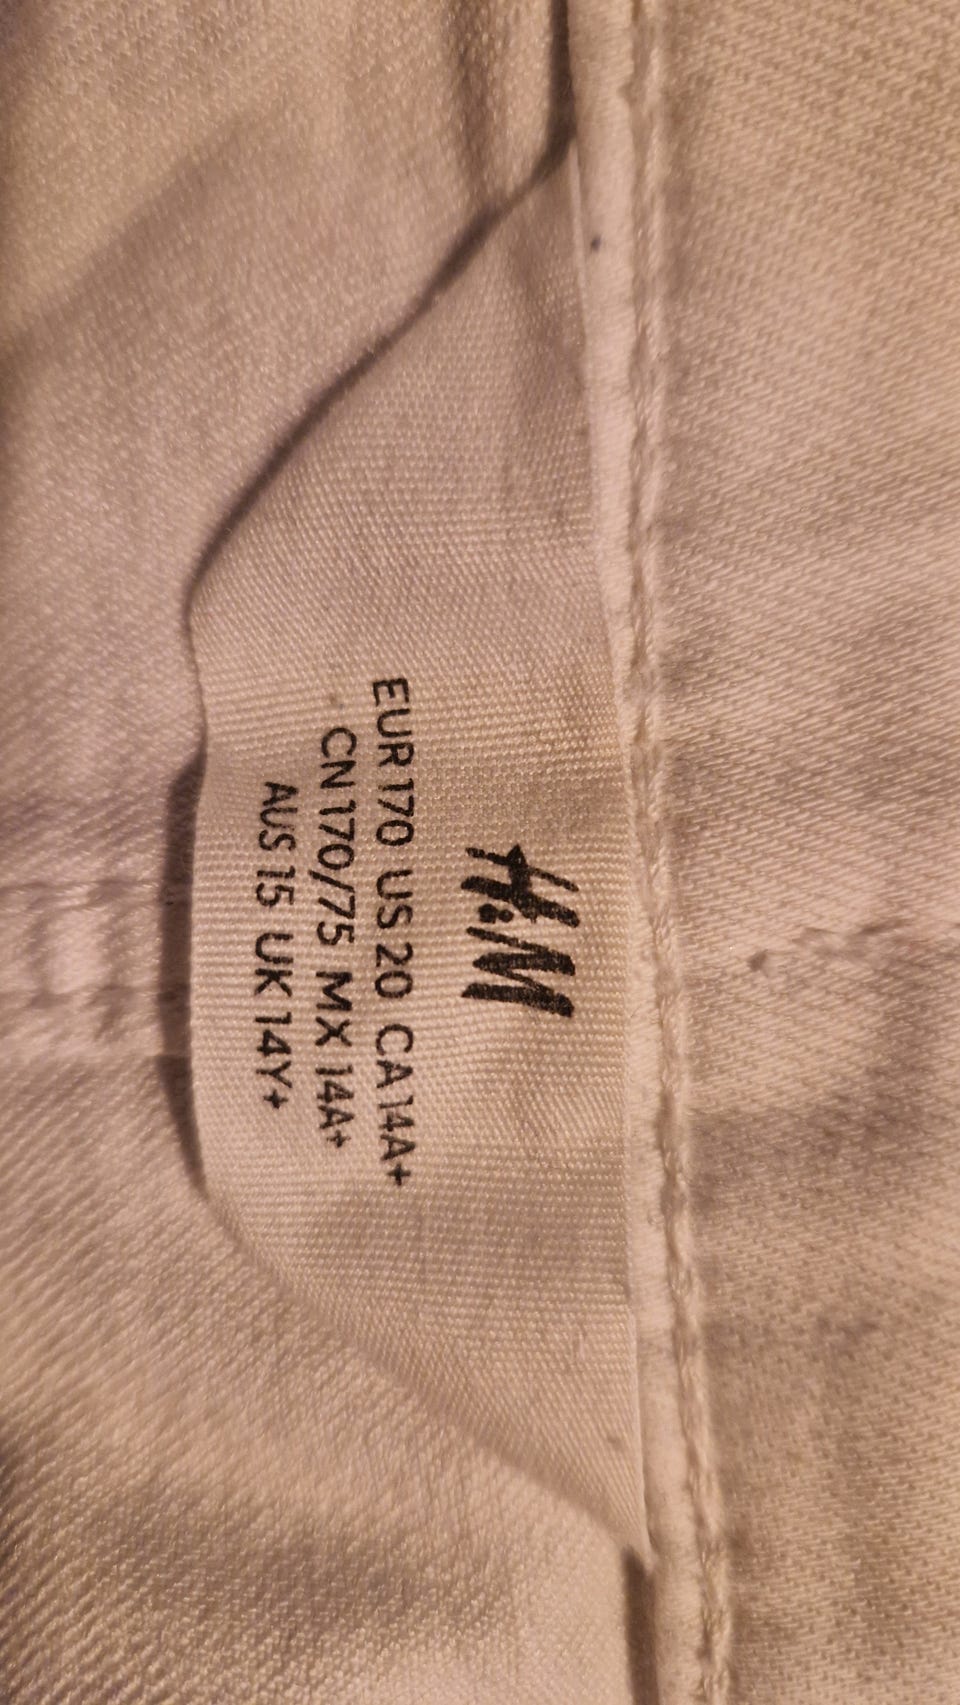 H&M
EUR 170 US 20 CA 14A+
CN 170/75 MX 14A+
AUS 15 UK 14Y+